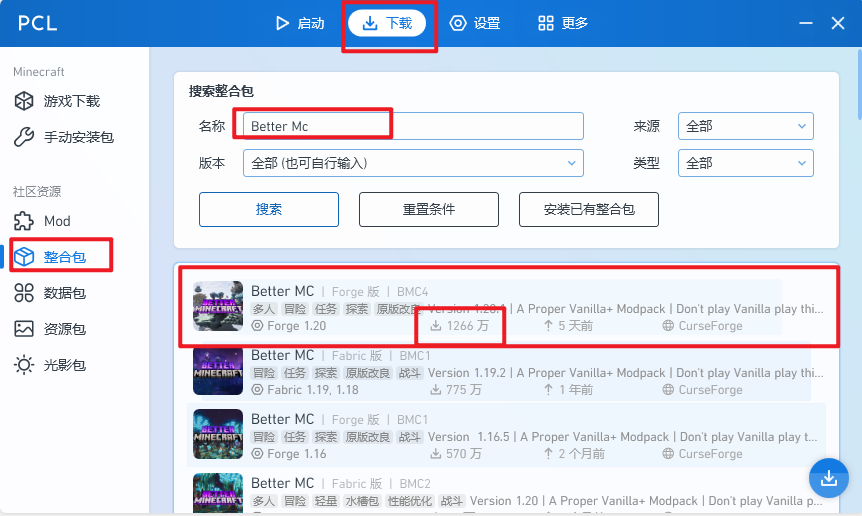 PCL
启动
下载
设置
更多
Minecraft
游戏下载
手动安装包
社区资源
Mod
整合包
数据包
资源包
光影包
搜索整合包
名称 Better Mc 来源 全部
版本 全部 (也可自行输入) 类型 全部
搜索 重置条件 安装已有整合包
BETTER MINECRAFT
Better MC | Forge 版 | BMC4
多人 冒险 任务 探索 原版改良 Version 1.20.1 | A Proper Vanilla+ Modpack | Don't play Vanilla play thi...
Forge 1.20 1266 万 5 天前 CurseForge
BETTER MINECRAFT
Better MC | Fabric 版 | BMC1
冒险 任务 探索 原版改良 战斗 Version 1.19.2 | A Proper Vanilla+ Modpack | Don't play Vanilla play thi...
Fabric 1.19, 1.18 775 万 1 年前 CurseForge
BETTER MINECRAFT
Better MC | Forge 版 | BMC1
冒险 任务 探索 原版改良 战斗 Version 1.16.5 | A Proper Vanilla+ Modpack | Don't play Vanilla play t...
Forge 1.16 570 万 2 个月前 CurseForge
BETTER MINECRAFT
Better MC | Forge 版 | BMC2
多人 冒险 轻量 水槽包 性能优化 战斗 Version 1.20 | A Proper Vanilla+ Modpack | Don't play Vanilla p...